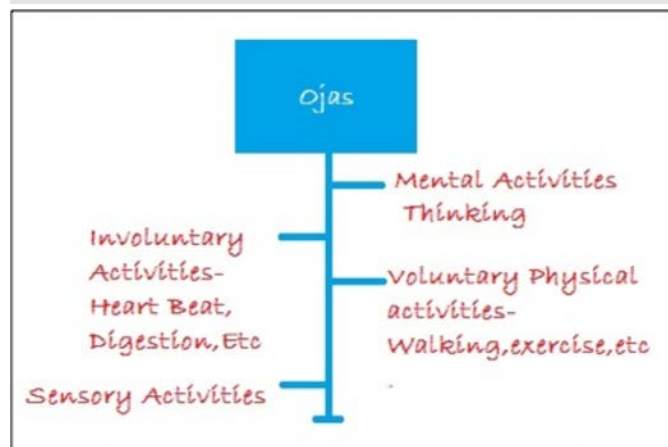 Ojas
Mental Activities
Thinking
Involuntary
Activities-
Heart Beat,
Digestion,Etc
Voluntary Physical
activities-
Walking,exercise,etc
.
Sensory Activities